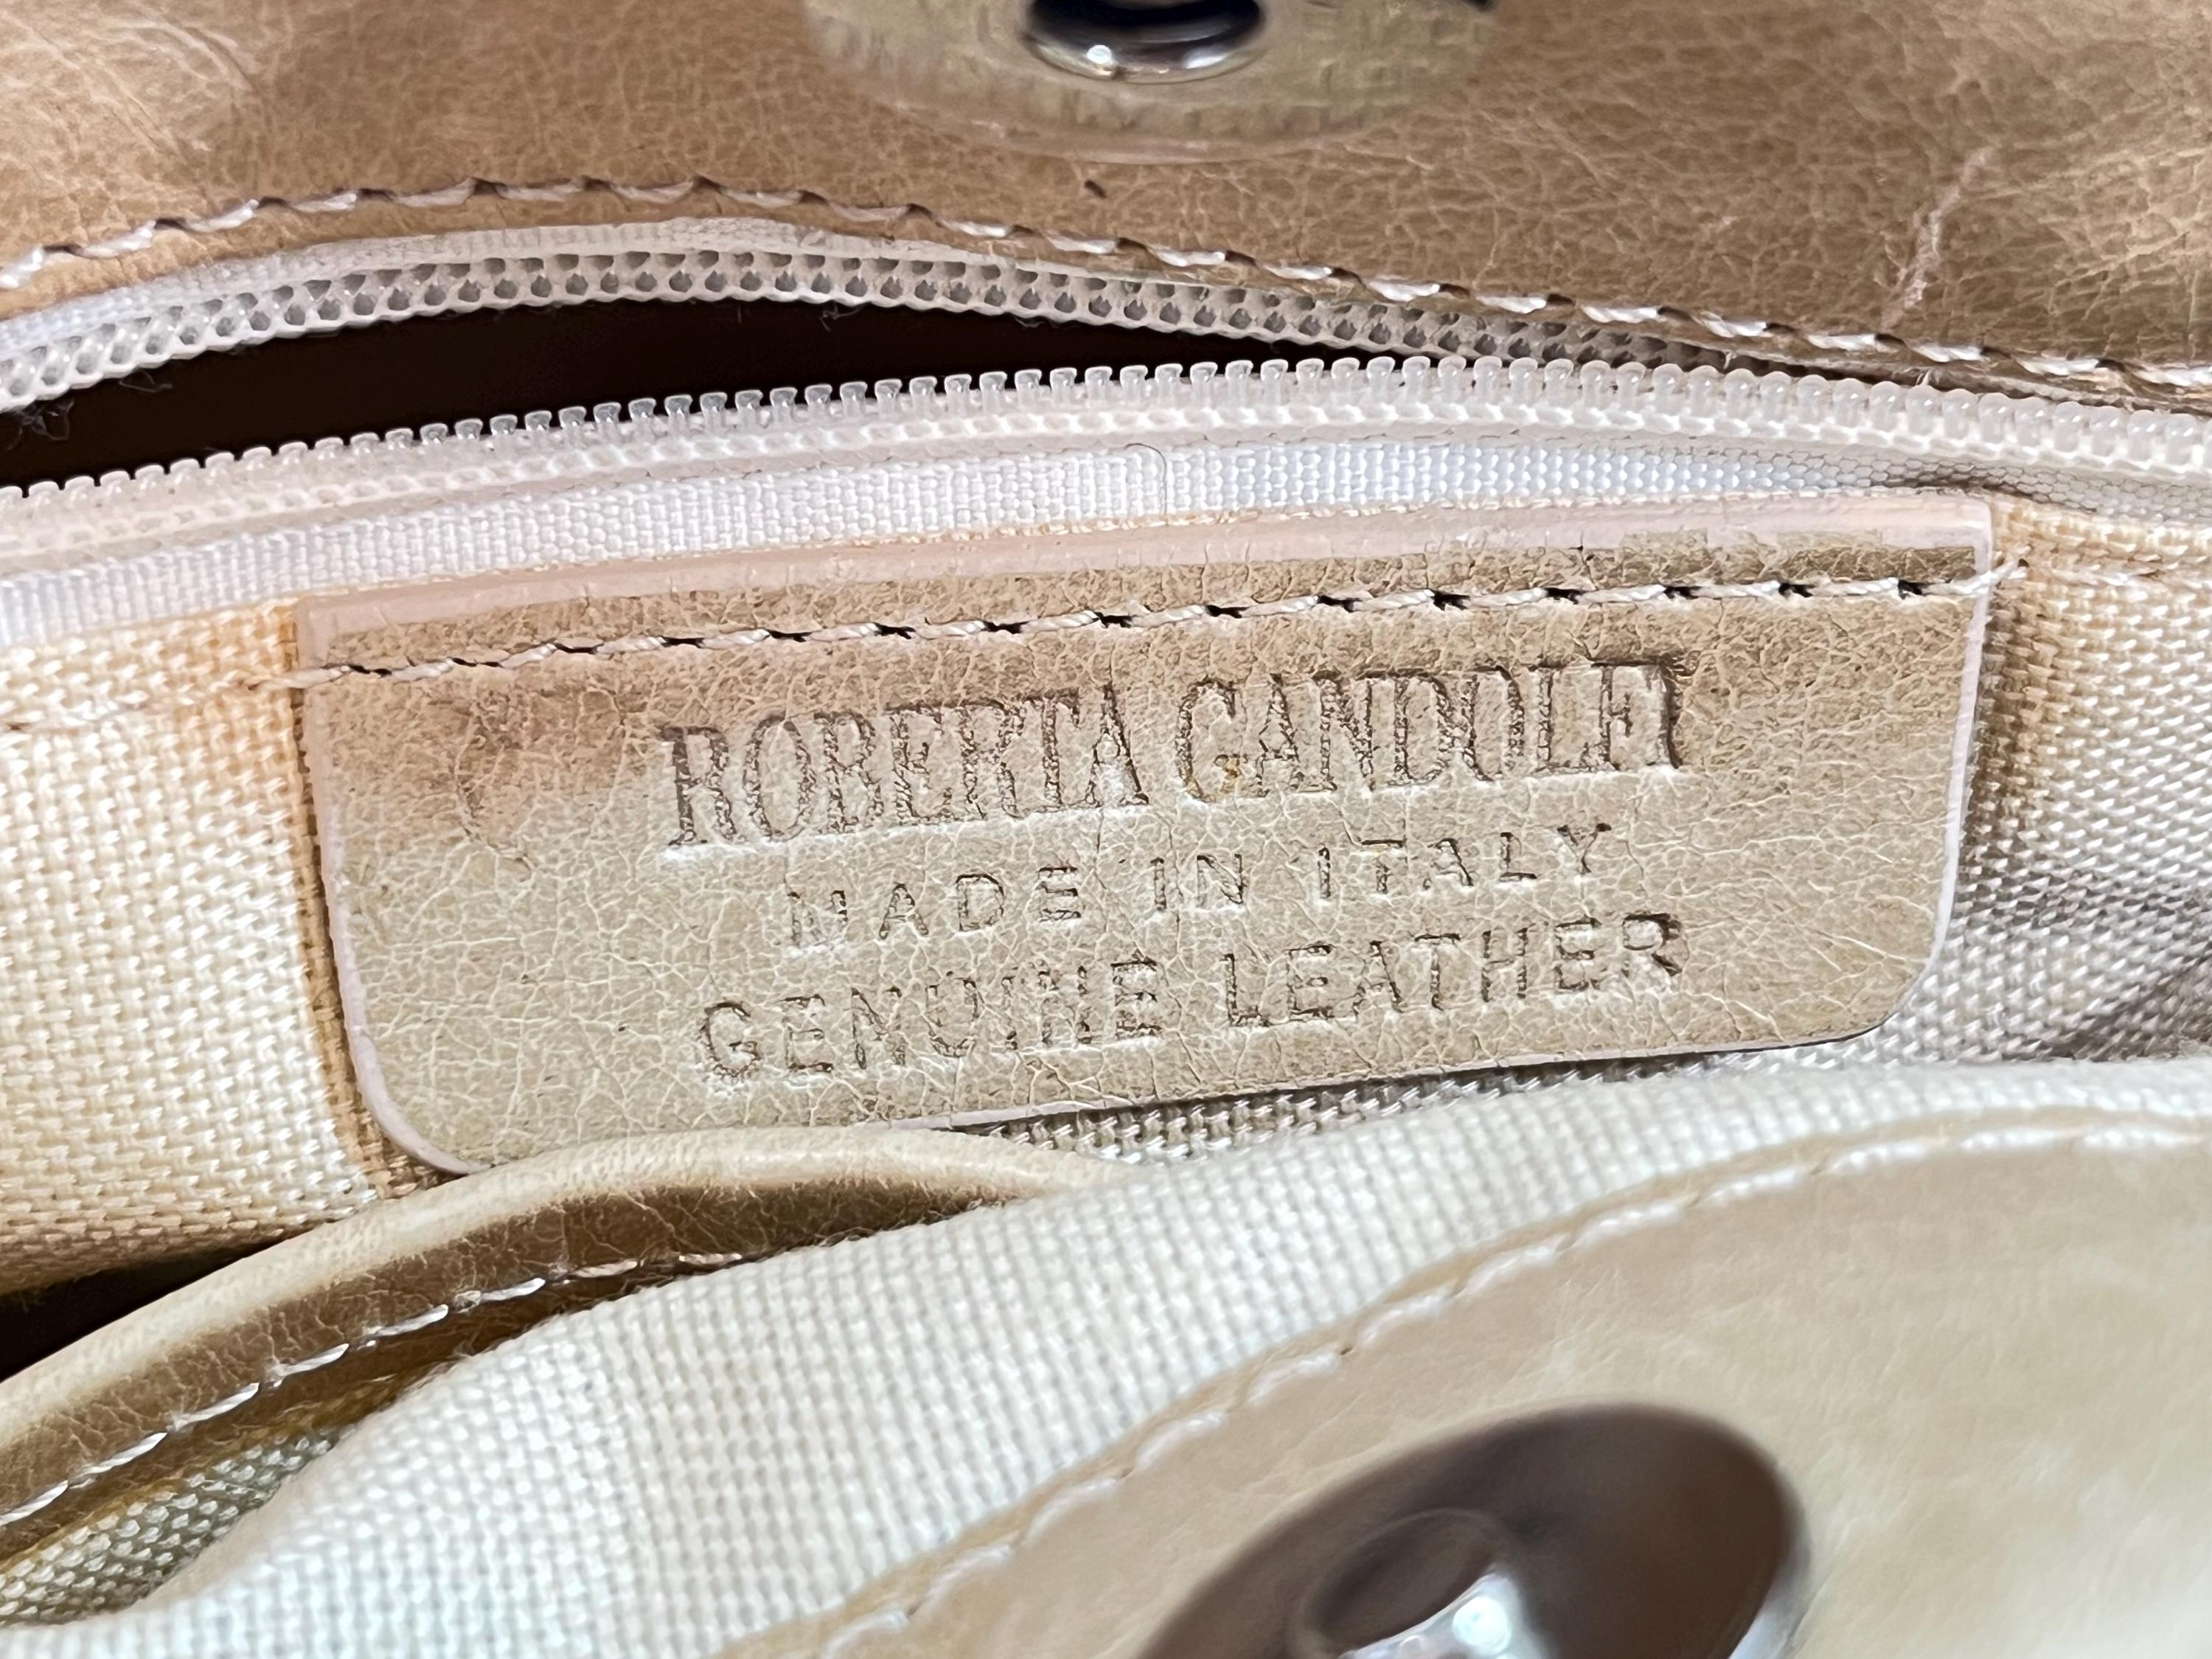 ROBERTA GANDOLFI
MADE IN ITALY
GENUINE LEATHER